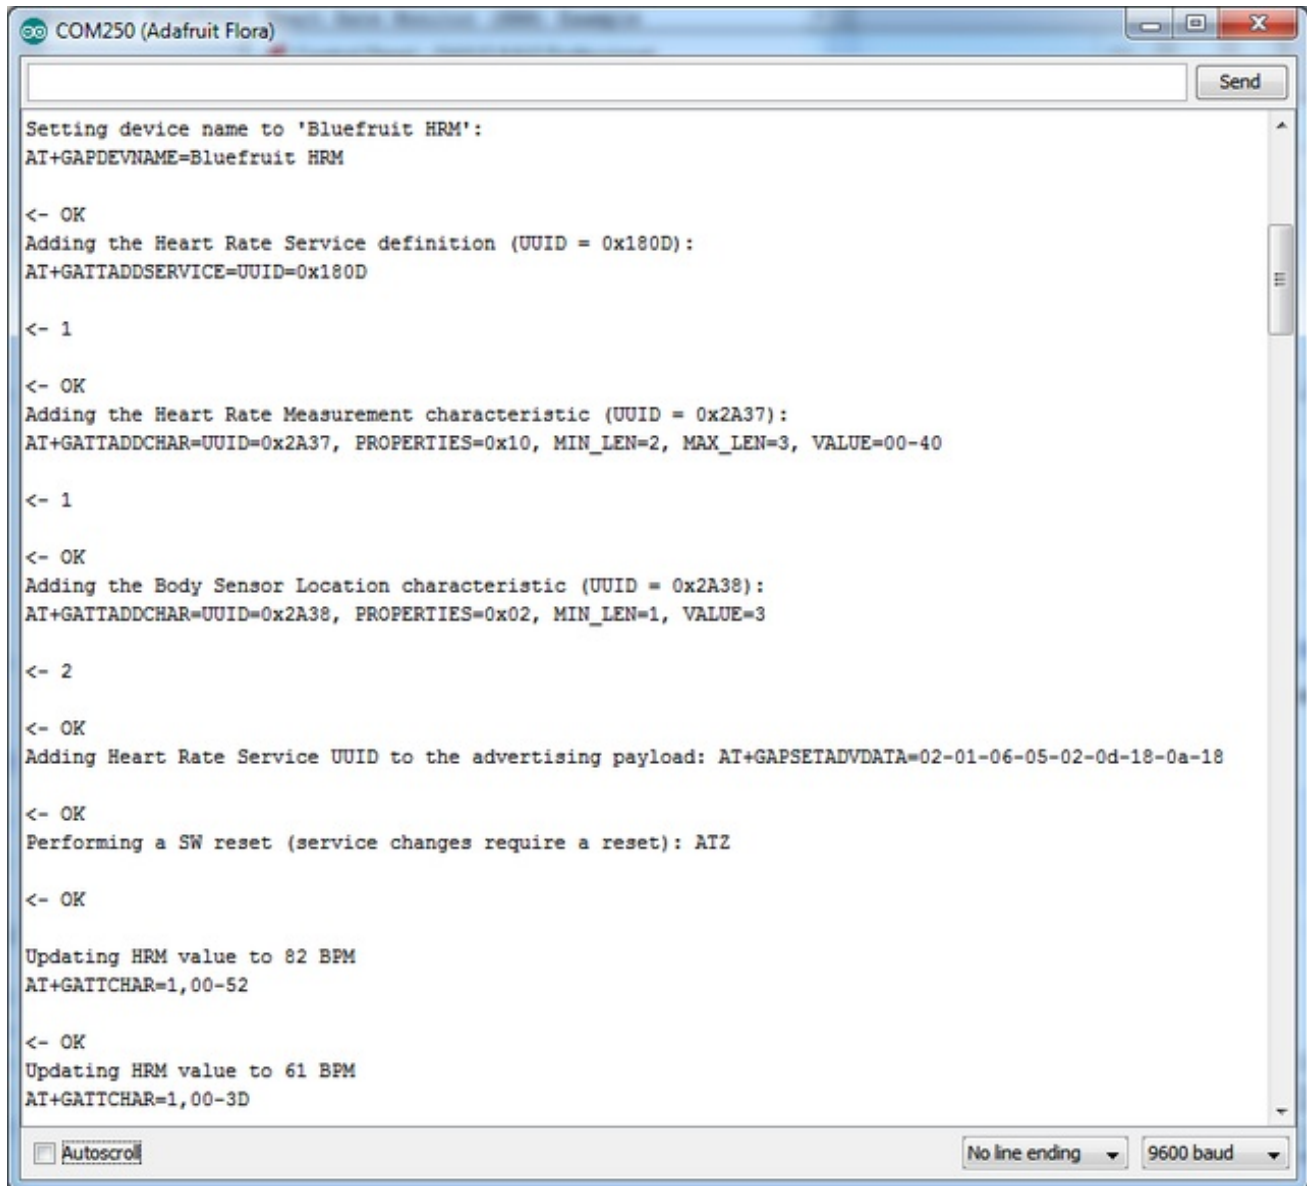 COM250 (Adafruit Flora)
Send
Setting device name to 'Bluefruit HRM':
AT+GAPDEVNAME=Bluefruit HRM
<- OK
Adding the Heart Rate Service definition (UUID = 0x180D):
AT+GATTADDSERVICE=UUID=0x180D
<- 1
<- OK
Adding the Heart Rate Measurement characteristic (UUID = 0x2A37):
AT+GATTADDCHAR=UUID=0x2A37, PROPERTIES=0x10, MIN_LEN=2, MAX_LEN=3, VALUE=00-40
<- 1
<- OK
Adding the Body Sensor Location characteristic (UUID = 0x2A38):
AT+GATTADDCHAR=UUID=0x2A38, PROPERTIES=0x02, MIN_LEN=1, VALUE=3
<- 2
<- OK
Adding Heart Rate Service UUID to the advertising payload: AT+GAPSETADVDATA=02-01-06-05-02-0d-18-0a-18
<- OK
Performing a SW reset (service changes require a reset): ATZ
<- OK
Updating HRM value to 82 BPM
AT+GATTCHAR=1,00-52
<- OK
Updating HRM value to 61 BPM
AT+GATTCHAR=1,00-3D
Autoscroll
No line ending
9600 baud